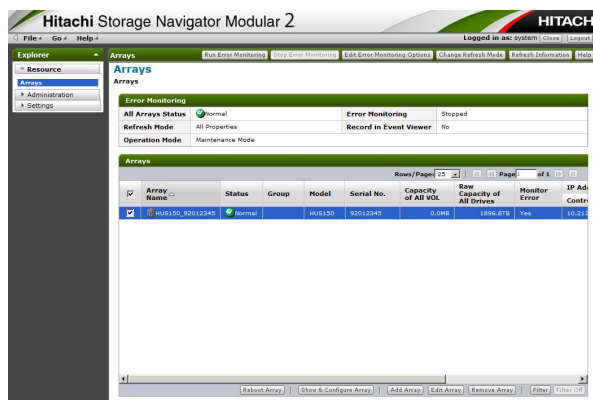 Hitachi Storage Navigator Modular 2
HITACH
File Go Help
Logged in as: system Close Logout
Explorer
Arrays Run Error Monitoring Stop Error Monitoring Edit Error Monitoring Options Change Refresh Mode Refresh Information Help
Resource
Arrays
Administration
Settings
Arrays
Arrays
Error Monitoring
All Arrays Status Normal Error Monitoring Stopped
Refresh Mode All Properties Record in Event Viewer No
Operation Mode Maintenance Mode
Arrays
Rows/Page: 25 Page 1 of 1
Array Name Status Group Model Serial No. Capacity of All VOL Raw Capacity of All Drives Monitor Error IP Ad
Contr
HUS150_92012345 Normal HUS150 92012345 0.0MB 1896.8TB Yes 10.213
Reboot Array Show & Configure Array Add Array Edit Array Remove Array Filter Filter Off